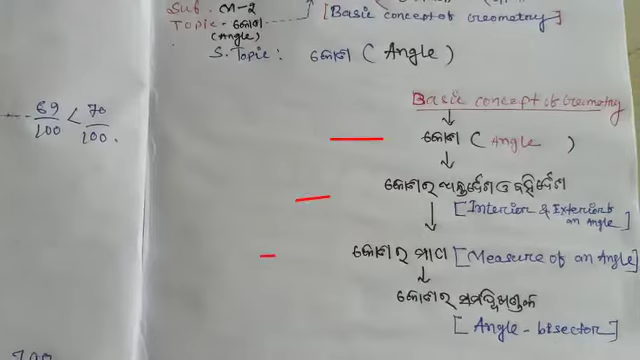 Sub. M-2
Topic - କୋଣ [Basic concept of Geometry]
(Angle)
S. Topic : କୋଣ (Angle)
69/100 < 70/100.
Basic concept of Geometry
↓
କୋଣ (Angle)
↓
କୋଣର ଅନ୍ତର୍ଦେଶ ଓ ବହିର୍ଦେଶ
[Interior & Exterior of
an Angle]
↓
କୋଣର ମାପ [Measure of an Angle]
↓
କୋଣର ସମଦ୍ୱିଖଣ୍ଡକ
[Angle-bisector]